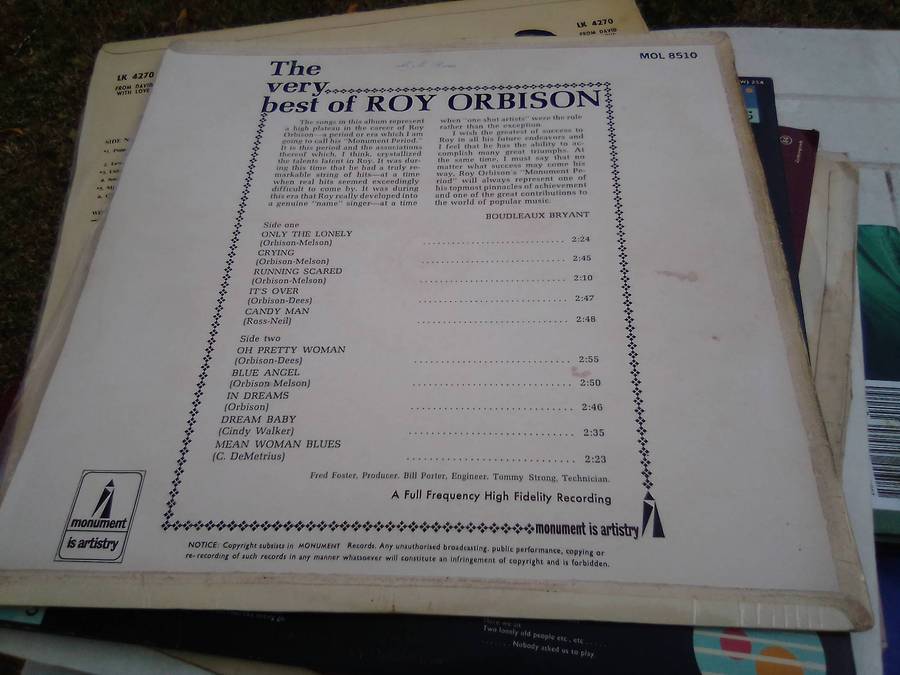 LK 4270
FROM DAVID
LK 4270
FROM DAVID
WITH LOVE
MOL 8510
The
very
best of ROY ORBISON
The songs in this album represent
a high plateau in the career of Roy
Orbison—a period or era which I am
going to call his "Monument Period."
It is this period and the associations
thereof which, I think, crystallized
the talents latent in Roy. It was dur-
ing this time that he had a truly re-
markable string of hits—at a time
when real hits seemed exceedingly
difficult to come by. It was during
this era that Roy really developed into
a genuine "name" singer—at a time
when "one shot artists" were the rule
rather than the exception.
I wish the greatest of success to
Roy in all his future endeavors and
I feel that he has the ability to ac-
complish many great triumphs. At
the same time, I must say that no
matter what success may come his
way, Roy Orbison's "Monument Pe-
riod" will always represent one of
his topmost pinnacles of achievement
and one of the great contributions to
the world of popular music.
BOUDLEAUX BRYANT
Side one
ONLY THE LONELY
(Orbison-Melson) 2:24
CRYING
(Orbison-Melson) 2:45
RUNNING SCARED
(Orbison-Melson) 2:10
IT'S OVER
(Orbison-Dees) 2:47
CANDY MAN
(Ross-Neil) 2:48
Side two
OH PRETTY WOMAN
(Orbison-Dees) 2:55
BLUE ANGEL
(Orbison Melson) 2:50
IN DREAMS
(Orbison) 2:46
DREAM BABY
(Cindy Walker) 2:35
MEAN WOMAN BLUES
(C. DeMetrius) 2:23
Fred Foster, Producer. Bill Porter, Engineer. Tommy Strong, Technician.
A Full Frequency High Fidelity Recording
monument is artistry
monument
is artistry
NOTICE: Copyright subsists in MONUMENT Records. Any unauthorised broadcasting, public performance, copying or
re-recording of such records in any manner whatsoever will constitute an infringement of copyright and is forbidden.
Two lonely old people etc., etc.....
........ Nobody asked us to play.